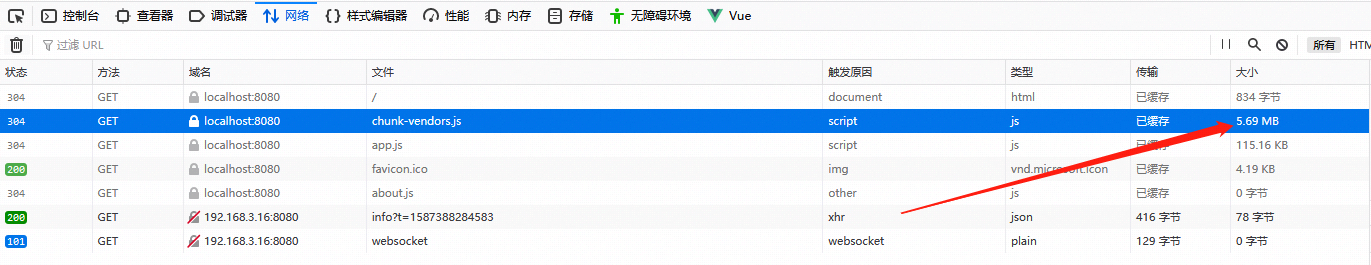 控制台 查看器 调试器 网络 样式编辑器 性能 内存 存储 无障碍环境 Vue
过滤 URL 所有 HTM
状态 方法 域名 文件 触发原因 类型 传输 大小
304 GET localhost:8080 / document html 已缓存 834 字节
304 GET localhost:8080 chunk-vendors.js script js 已缓存 5.69 MB
304 GET localhost:8080 app.js script js 已缓存 115.16 KB
200 GET localhost:8080 favicon.ico img vnd.microsoft.icon 已缓存 4.19 KB
304 GET localhost:8080 about.js other js 已缓存 0 字节
200 GET 192.168.3.16:8080 info?t=1587388284583 xhr json 416 字节 78 字节
101 GET 192.168.3.16:8080 websocket websocket plain 129 字节 0 字节